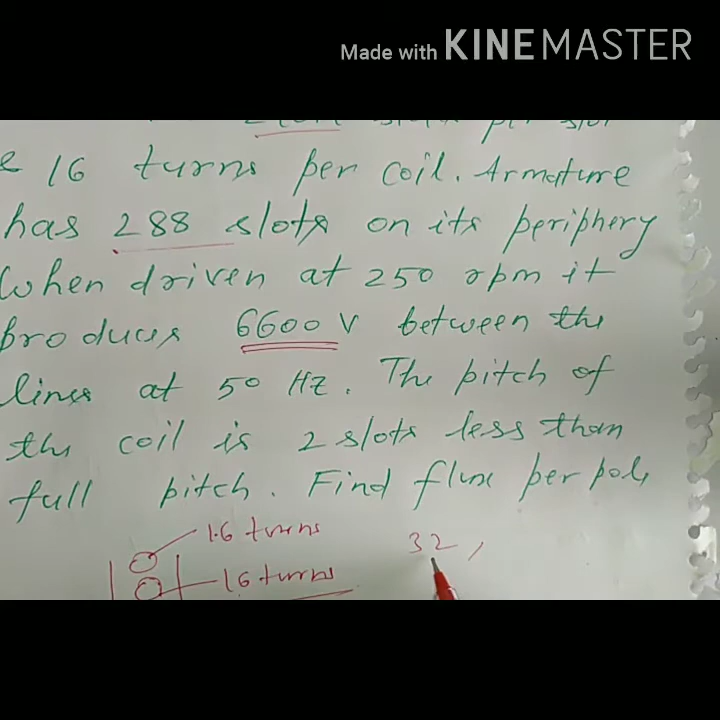 Made with KINEMASTER
& 16 turns per coil. Armature
has 288 slots on its periphery
When driven at 250 rpm it
produces 6600 V between the
lines at 50 Hz. The pitch of
the coil is 2 slots less than
full pitch. Find flux per pole
16 turns
32,
16 turns